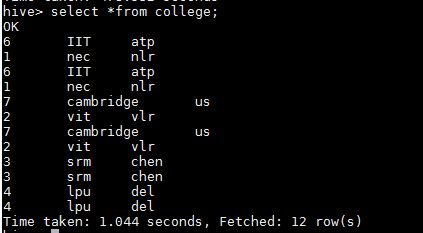 hive> select *from college;
OK
6 IIT atp
1 nec nlr
6 IIT atp
1 nec nlr
7 cambridge us
2 vit vlr
7 cambridge us
2 vit vlr
3 srm chen
3 srm chen
4 lpu del
4 lpu del
Time taken: 1.044 seconds, Fetched: 12 row(s)